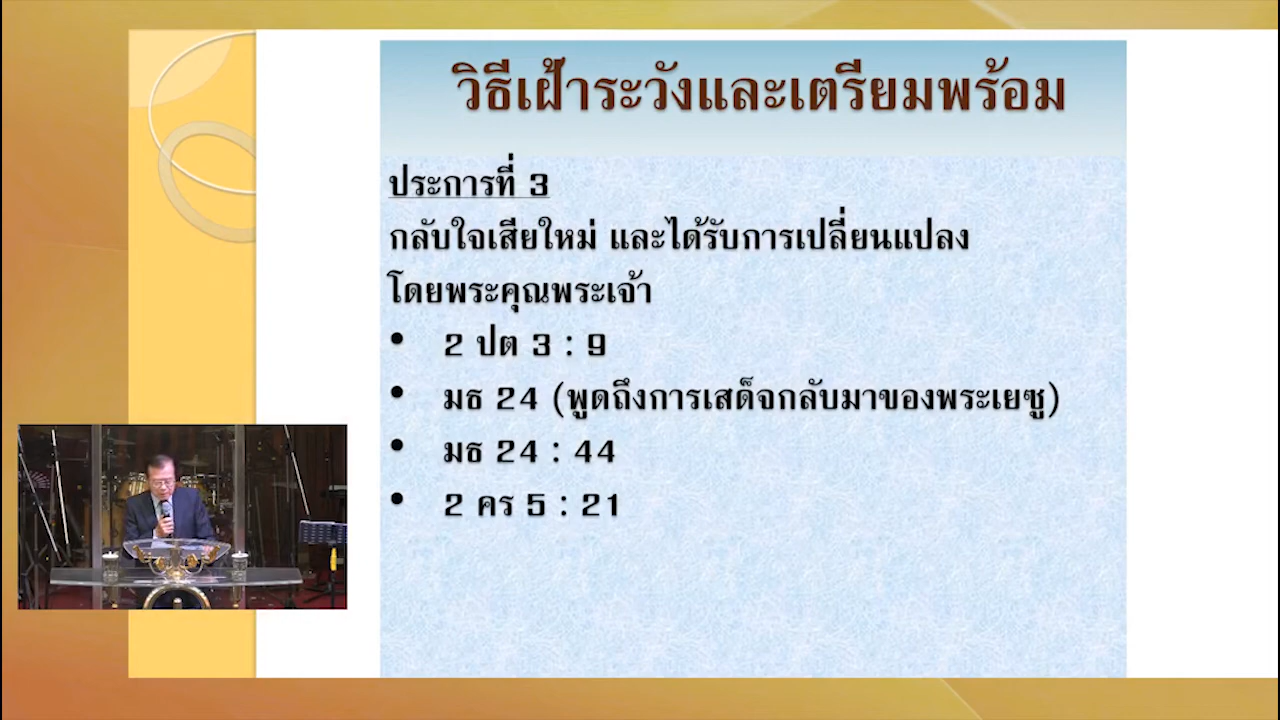 วิธีเฝ้าระวังและเตรียมพร้อม
ประการที่ 3
กลับใจเสียใหม่ และได้รับการเปลี่ยนแปลง
โดยพระคุณพระเจ้า
• 2 ปต 3 : 9
• มธ 24 (พูดถึงการเสด็จกลับมาของพระเยซู)
• มธ 24 : 44
• 2 คร 5 : 21